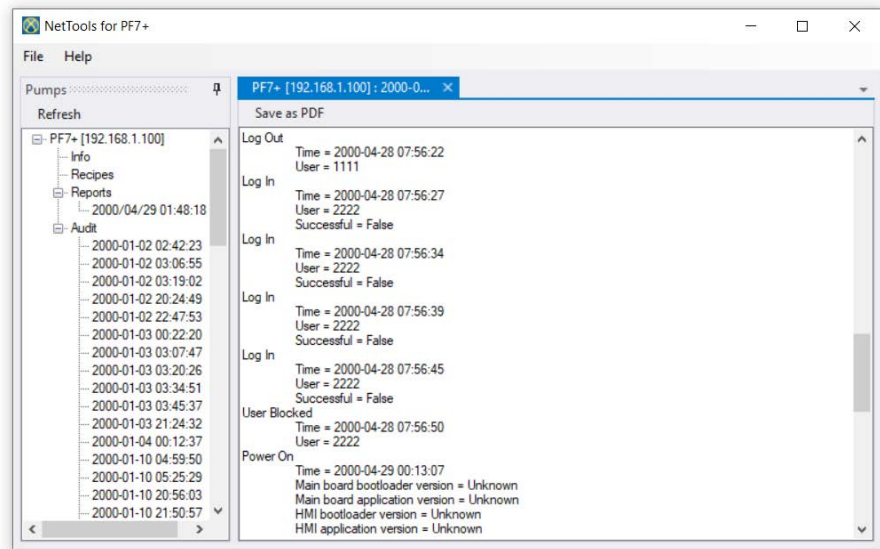 NetTools for PF7+
File Help
Pumps
Refresh
PF7+ [192.168.1.100]
Info
Recipes
Reports
2000/04/29 01:48:18
Audit
2000-01-02 02:42:23
2000-01-02 03:06:55
2000-01-02 03:19:02
2000-01-02 20:24:49
2000-01-02 22:47:53
2000-01-03 00:22:20
2000-01-03 03:07:47
2000-01-03 03:20:26
2000-01-03 03:34:51
2000-01-03 03:45:37
2000-01-03 21:24:32
2000-01-04 00:12:37
2000-01-10 04:59:50
2000-01-10 05:25:29
2000-01-10 20:56:03
2000-01-10 21:50:57
PF7+ [192.168.1.100] : 2000-0...
Save as PDF
Log Out
Time = 2000-04-28 07:56:22
User = 1111
Log In
Time = 2000-04-28 07:56:27
User = 2222
Successful = False
Log In
Time = 2000-04-28 07:56:34
User = 2222
Successful = False
Log In
Time = 2000-04-28 07:56:39
User = 2222
Successful = False
Log In
Time = 2000-04-28 07:56:45
User = 2222
Successful = False
User Blocked
Time = 2000-04-28 07:56:50
User = 2222
Power On
Time = 2000-04-29 00:13:07
Main board bootloader version = Unknown
Main board application version = Unknown
HMI bootloader version = Unknown
HMI application version = Unknown